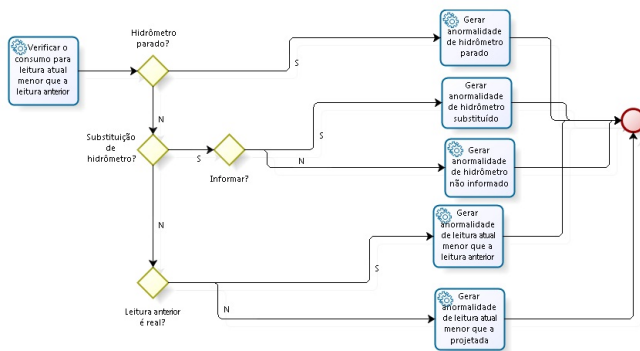 Verificar o
consumo para
leitura atual
menor que a
leitura anterior
Hidrômetro
parado?
S
Gerar
anormalidade
de hidrômetro
parado
N
Substituição
de
hidrômetro?
S
Informar?
S
Gerar
anormalidade
de hidrômetro
substituído
N
Gerar
anormalidade
de hidrômetro
não informado
N
Leitura anterior
é real?
S
Gerar
anormalidade
de leitura atual
menor que a
leitura anterior
N
Gerar
anormalidade
de leitura atual
menor que a
projetada